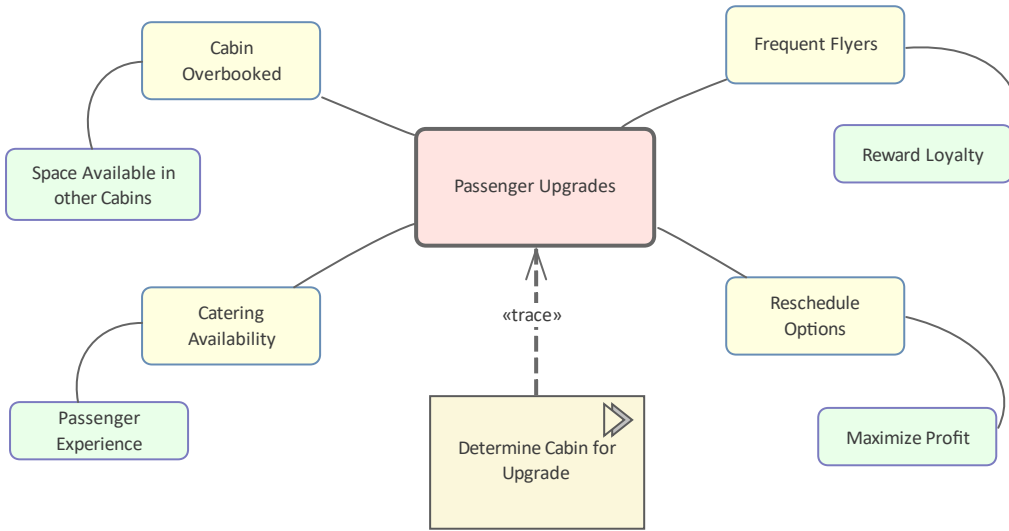 Cabin
Overbooked
Frequent Flyers
Space Available in
other Cabins
Passenger Upgrades
Reward Loyalty
Catering
Availability
«trace»
Reschedule
Options
Passenger
Experience
Determine Cabin for
Upgrade
Maximize Profit